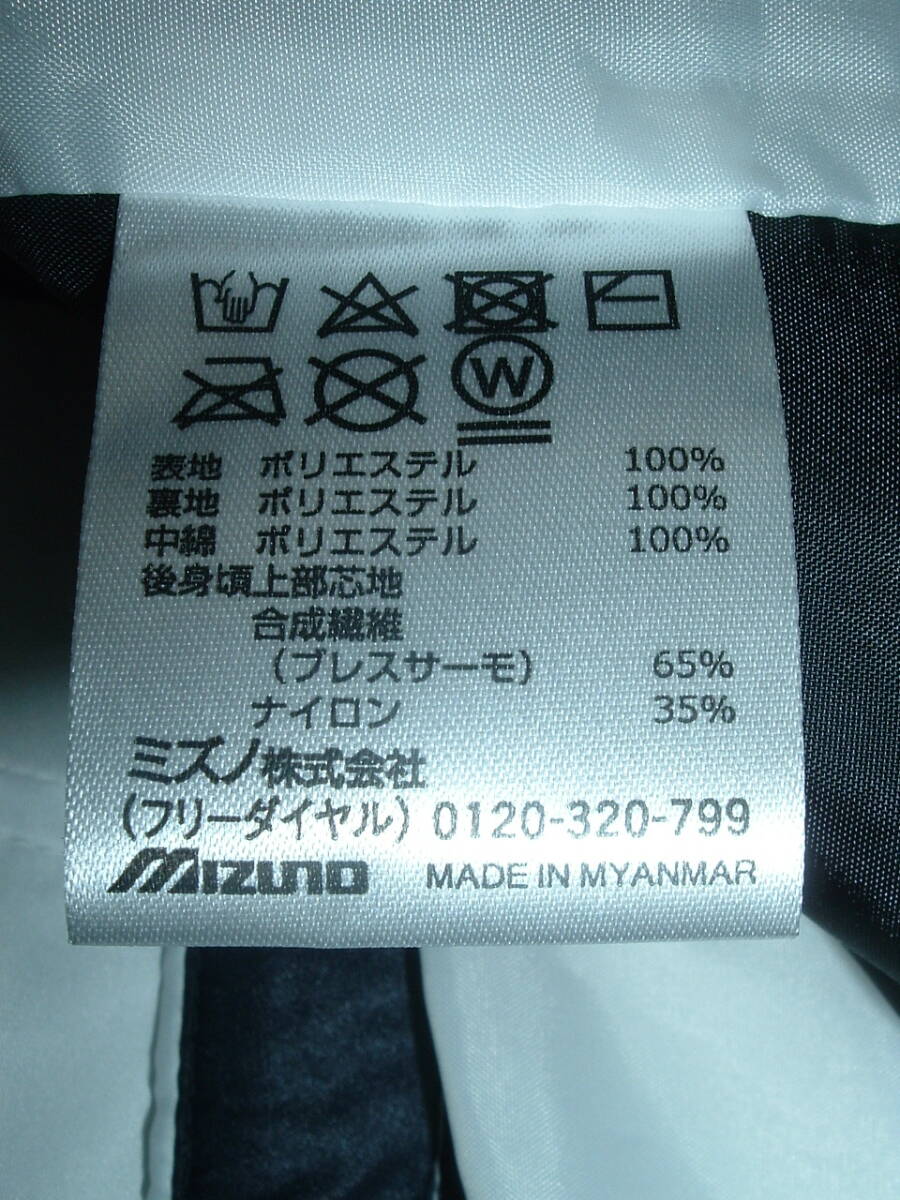 W
表地 ポリエステル 100%
裏地 ポリエステル 100%
中綿 ポリエステル 100%
後身頃上部芯地
合成繊維
(ブレスサーモ) 65%
ナイロン 35%
ミズノ株式会社
(フリーダイヤル) 0120-320-799
MIZUNO MADE IN MYANMAR